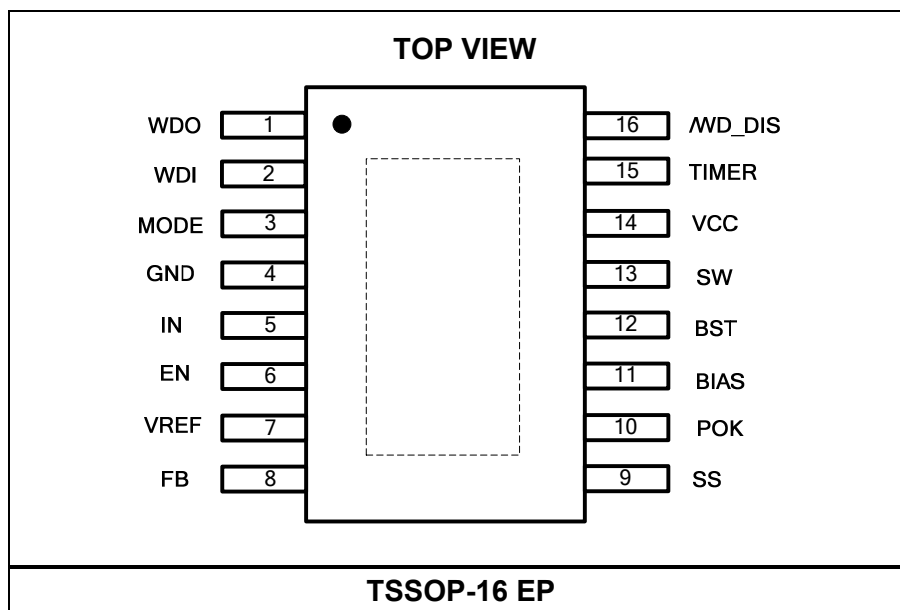 TOP VIEW
WDO 1 16 /WD_DIS
WDI 2 15 TIMER
MODE 3 14 VCC
GND 4 13 SW
IN 5 12 BST
EN 6 11 BIAS
VREF 7 10 POK
FB 8 9 SS
TSSOP-16 EP